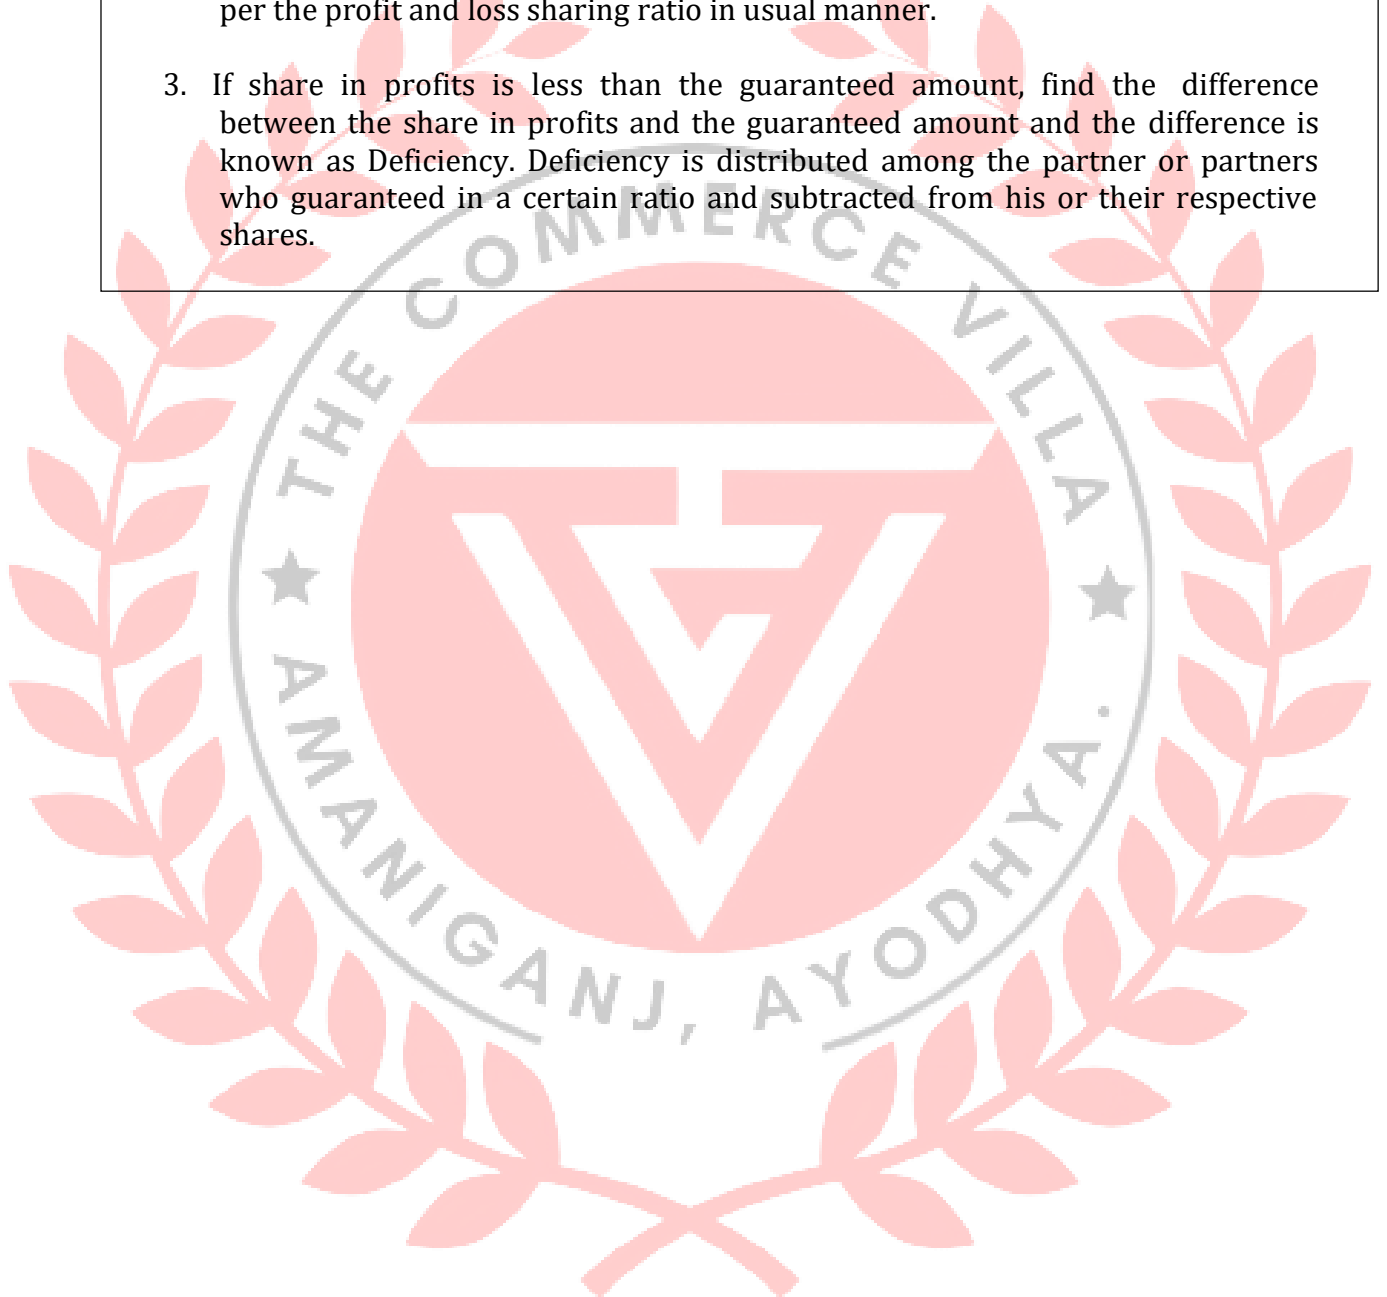 per the profit and loss sharing ratio in usual manner.
3. If share in profits is less than the guaranteed amount, find the difference
between the share in profits and the guaranteed amount and the difference is
known as Deficiency. Deficiency is distributed among the partner or partners
who guaranteed in a certain ratio and subtracted from his or their respective
shares.
THE COMMERCE VILLA
AMANIGANJ, AYODHYA.